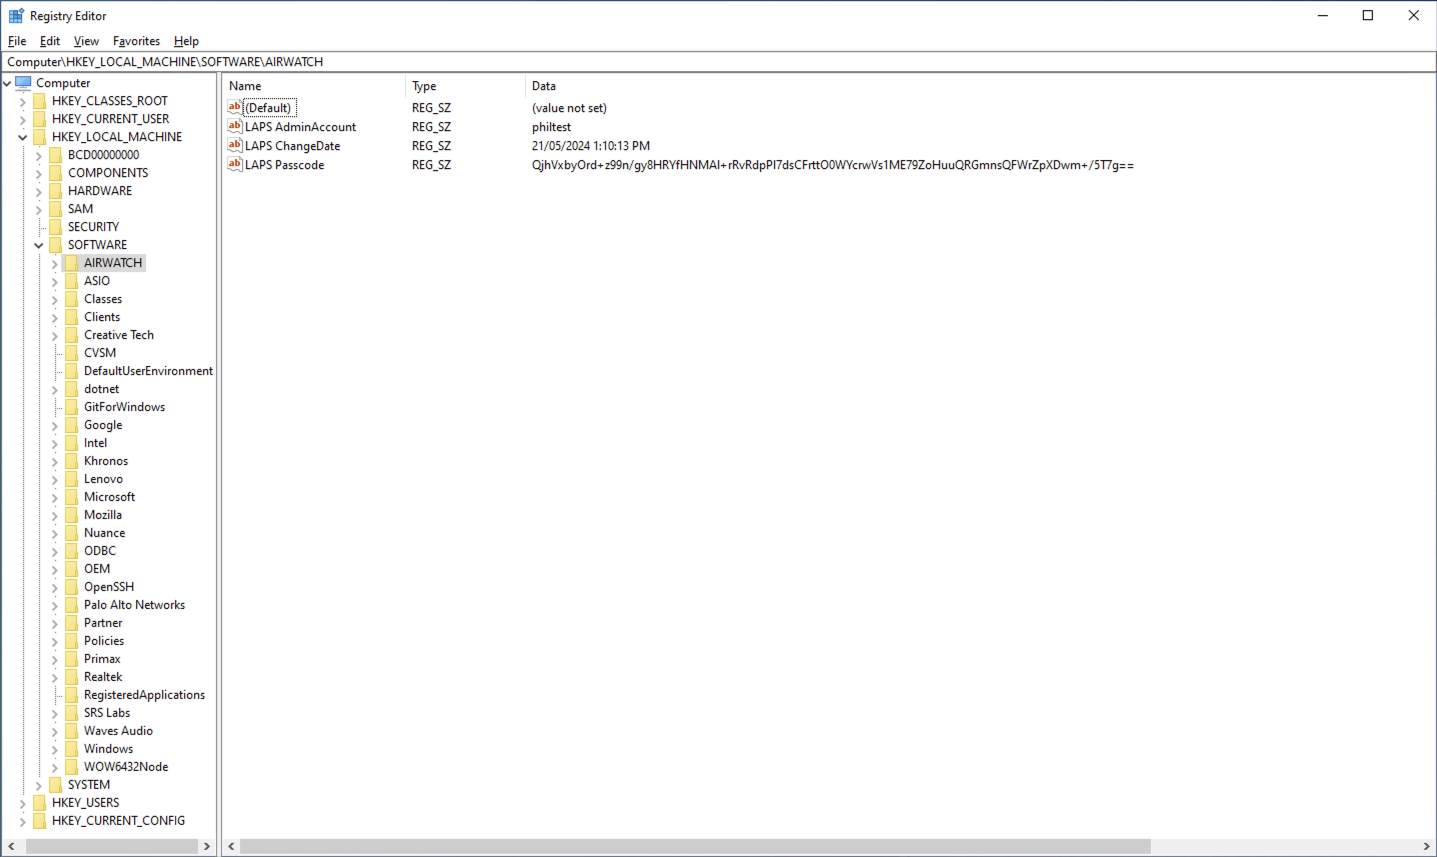 Registry Editor
File Edit View Favorites Help
Computer\HKEY_LOCAL_MACHINE\SOFTWARE\AIRWATCH
Computer
HKEY_CLASSES_ROOT
HKEY_CURRENT_USER
HKEY_LOCAL_MACHINE
BCD00000000
COMPONENTS
HARDWARE
SAM
SECURITY
SOFTWARE
AIRWATCH
ASIO
Classes
Clients
Creative Tech
CVSM
DefaultUserEnvironment
dotnet
GitForWindows
Google
Intel
Khronos
Lenovo
Microsoft
Mozilla
Nuance
ODBC
OEM
OpenSSH
Palo Alto Networks
Partner
Policies
Primax
Realtek
RegisteredApplications
SRS Labs
Waves Audio
Windows
WOW6432Node
SYSTEM
HKEY_USERS
HKEY_CURRENT_CONFIG
Name Type Data
ab (Default) REG_SZ (value not set)
ab LAPS AdminAccount REG_SZ philtest
ab LAPS ChangeDate REG_SZ 21/05/2024 1:10:13 PM
ab LAPS Passcode REG_SZ QjhVxbyOrd+z99n/gy8HRYfHNMAI+rRvRdpPI7dsCFrttO0WYcrwVs1ME79ZoHuuQRGmnsQFWrZpXDwm+/5T7g==